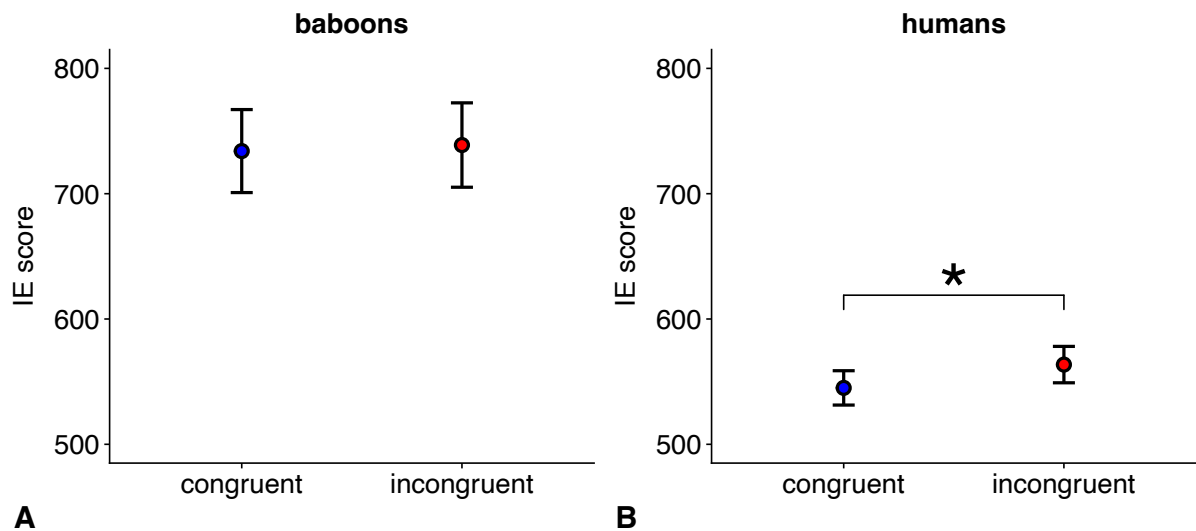 baboons
800
700
600
500
IE score
congruent incongruent
A
humans
800
700
600
500
IE score
*
congruent incongruent
B